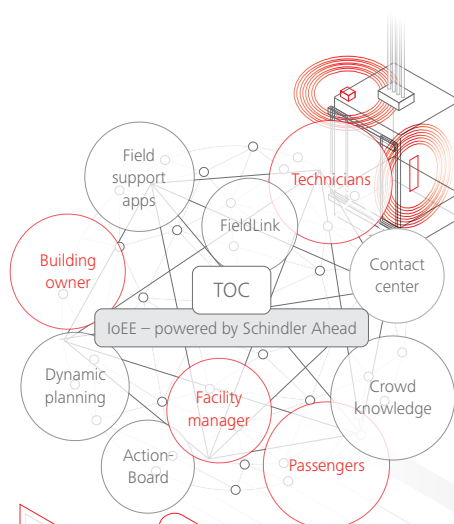 Field
support
apps
Technicians
FieldLink
Building
owner
Contact
center
TOC
IoEE – powered by Schindler Ahead
Dynamic
planning
Facility
manager
Crowd
knowledge
Action-
Board
Passengers